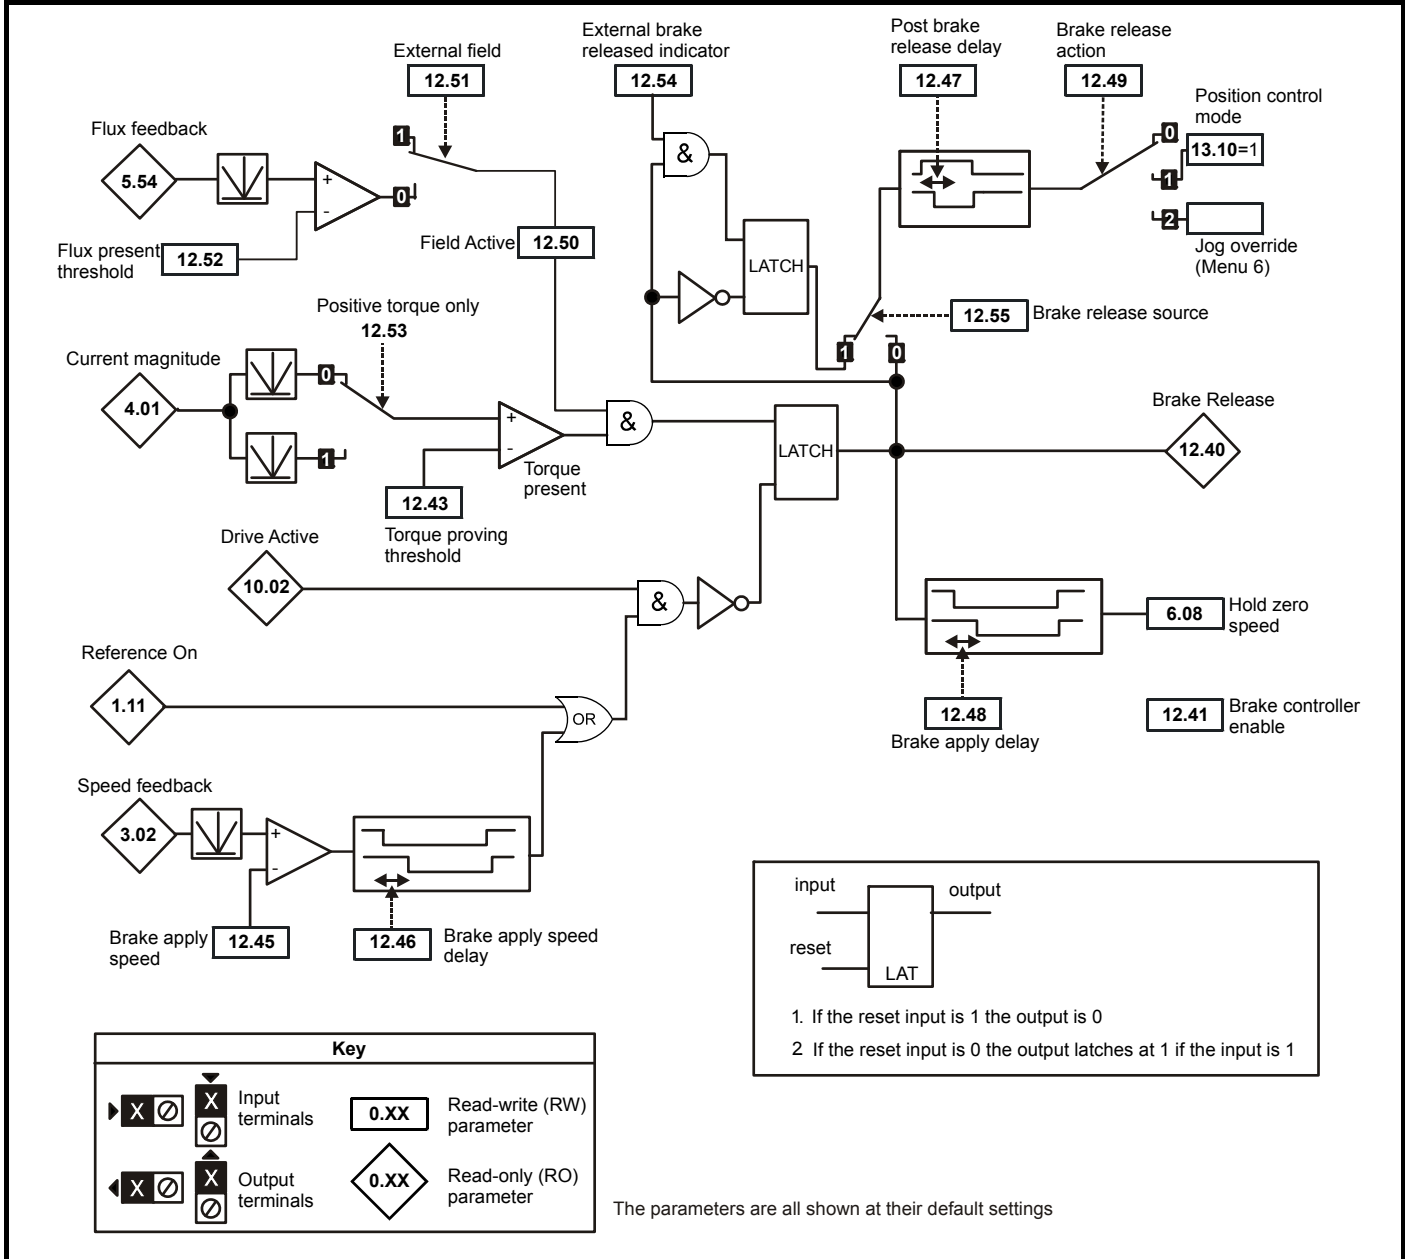 External field
12.51
External brake
released indicator
12.54
Post brake
release delay
12.47
Brake release
action
12.49
Position control
mode
0
13.10=1
1
2
Jog override
(Menu 6)
Flux feedback
5.54
+
-
1
0
Flux present
threshold
12.52
Field Active
12.50
&
LATCH
12.55
Brake release source
1
0
Positive torque only
12.53
Current magnitude
4.01
0
1
+
-
Torque
present
12.43
Torque proving
threshold
&
LATCH
Brake Release
12.40
Drive Active
10.02
&
Reference On
1.11
OR
6.08
Hold zero
speed
12.48
Brake apply delay
12.41
Brake controller
enable
Speed feedback
3.02
+
-
Brake apply
speed
12.45
12.46
Brake apply speed
delay
input
output
reset
LAT
1. If the reset input is 1 the output is 0
2 If the reset input is 0 the output latches at 1 if the input is 1
Key
X
X
Input
terminals
0.XX
Read-write (RW)
parameter
X
X
Output
terminals
0.XX
Read-only (RO)
parameter
The parameters are all shown at their default settings